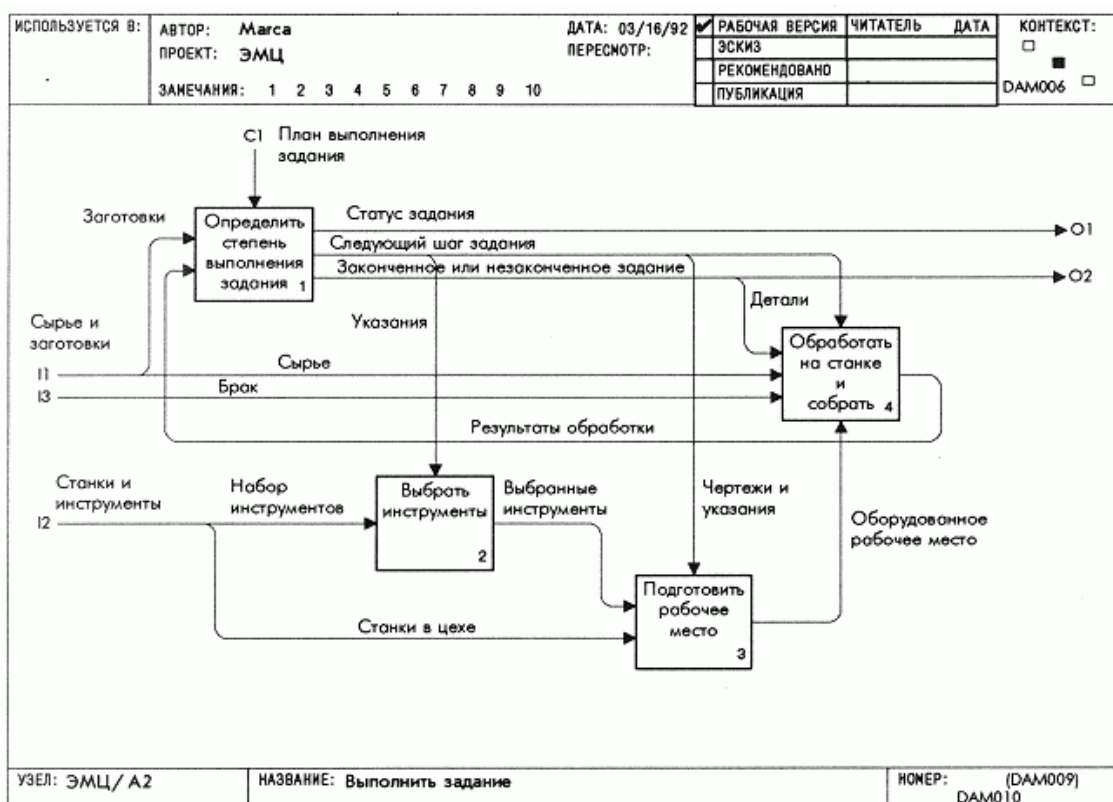 ИСПОЛЬЗУЕТСЯ В:
АВТОР: Marca
ПРОЕКТ: ЭМЦ
ЗАМЕЧАНИЯ: 1 2 3 4 5 6 7 8 9 10
ДАТА: 03/16/92
ПЕРЕСМОТР:
РАБОЧАЯ ВЕРСИЯ
ЭСКИЗ
РЕКОМЕНДОВАНО
ПУБЛИКАЦИЯ
ЧИТАТЕЛЬ ДАТА
КОНТЕКСТ:
DAM006
C1 План выполнения
задания
Заготовки
Определить
степень
выполнения
задания 1
Статус задания
O1
Следующий шаг задания
Законченное или незаконченное задание
O2
Детали
Указания
Сырье и
заготовки
I1
Сырье
I3
Брак
Обработать
на станке
и
собрать 4
Результаты обработки
Станки и
инструменты
I2
Набор
инструментов
Выбрать
инструменты
2
Выбранные
инструменты
Чертежи и
указания
Оборудованное
рабочее место
Подготовить
рабочее
место
3
Станки в цехе
УЗЕЛ: ЭМЦ/ А2
НАЗВАНИЕ: Выполнить задание
НОМЕР: (DAM009)
DAM010